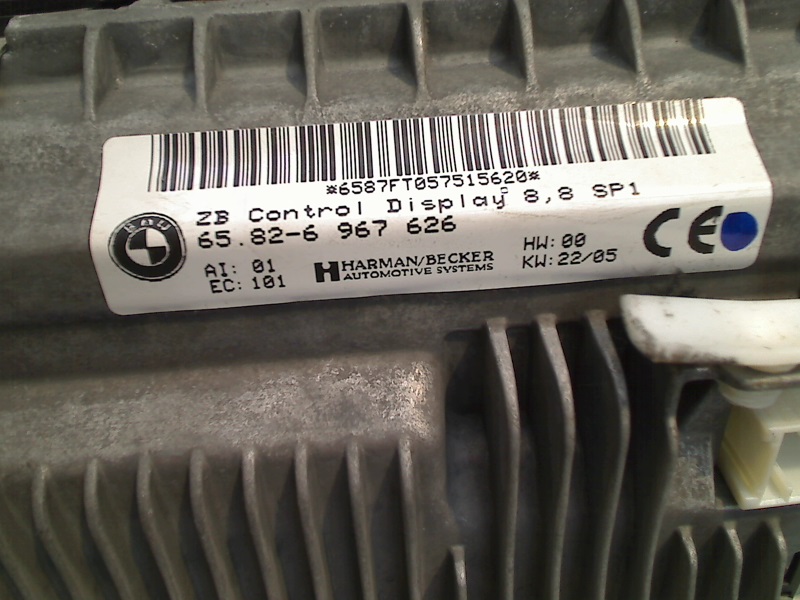 *6587FT057515620*
ZB Control Display 8,8 SP1
65.82-6 967 626
BMW
AI: 01
EC: 101
HARMAN/BECKER
AUTOMOTIVE SYSTEMS
HW: 00
KW: 22/05
CE